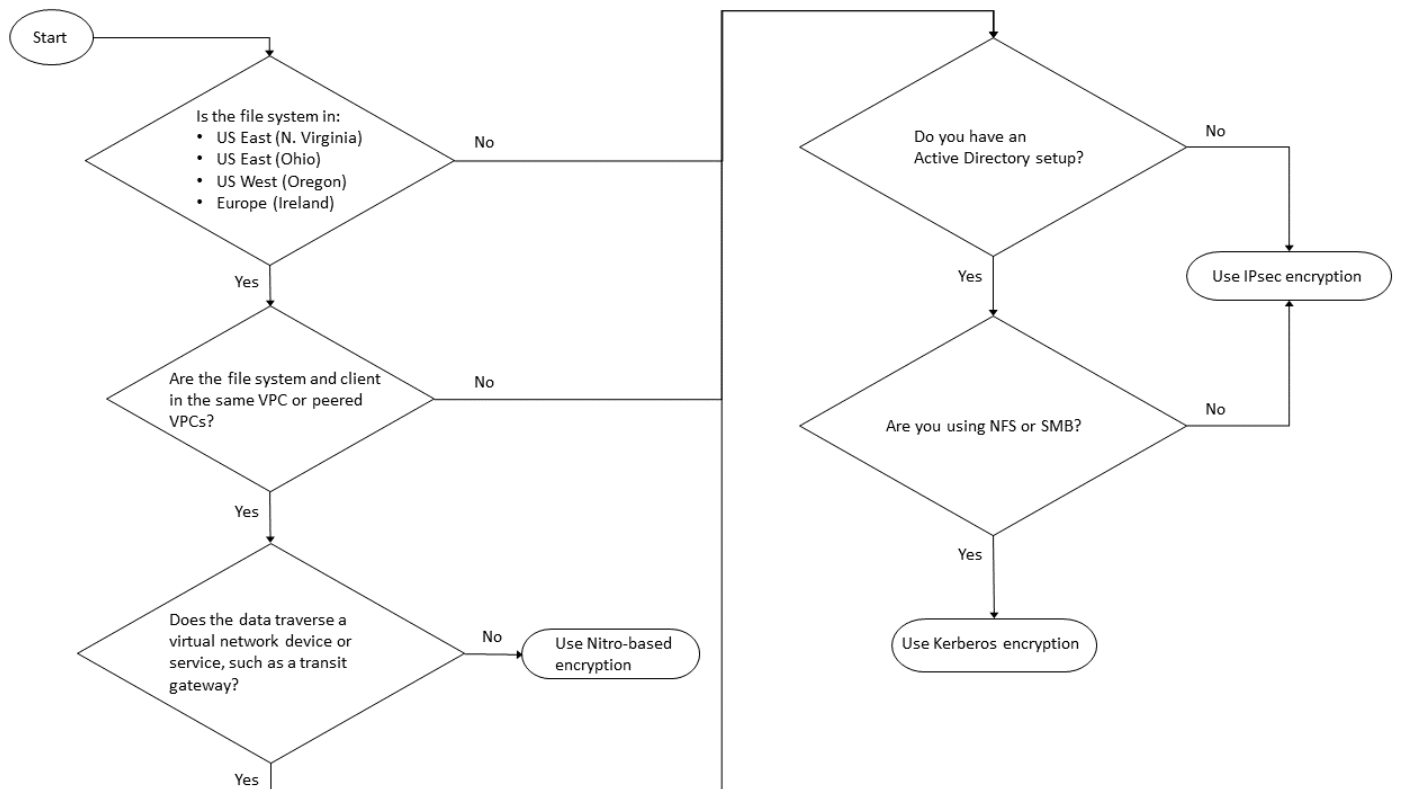 Start
Is the file system in:
• US East (N. Virginia)
• US East (Ohio)
• US West (Oregon)
• Europe (Ireland)
No
Yes
Are the file system and client
in the same VPC or peered
VPCs?
No
Yes
Does the data traverse a
virtual network device or
service, such as a transit
gateway?
No
Use Nitro-based
encryption
Yes
Do you have an
Active Directory setup?
No
Yes
Use IPsec encryption
Are you using NFS or SMB?
No
Yes
Use Kerberos encryption